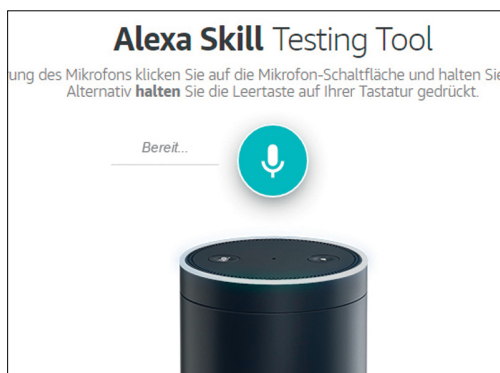 Alexa Skill Testing Tool
ung des Mikrofons klicken Sie auf die Mikrofon-Schaltfläche und halten Sie
Alternativ halten Sie die Leertaste auf Ihrer Tastatur gedrückt.
Bereit...